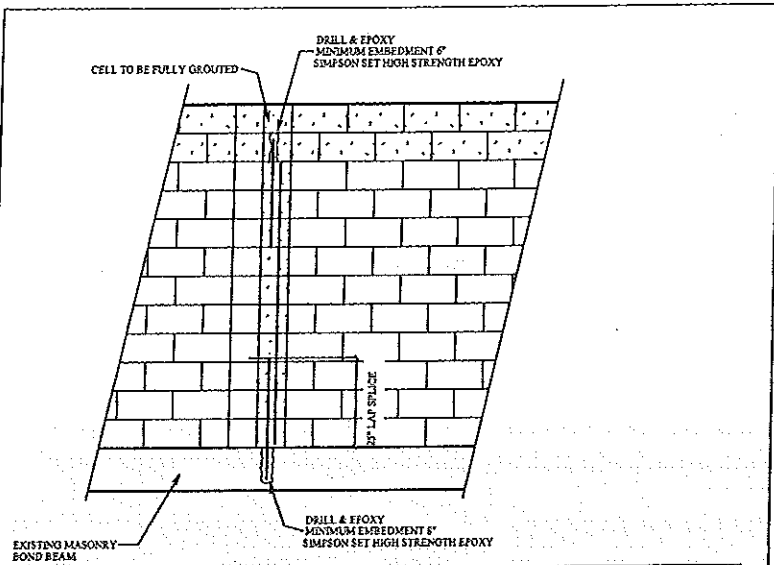 DRILL & EPOXY
MINIMUM EMBEDMENT 6"
SIMPSON SET HIGH STRENGTH EPOXY
CELL TO BE FULLY GROUTED
25" LAP SPLICE
DRILL & EPOXY
MINIMUM EMBEDMENT 6"
SIMPSON SET HIGH STRENGTH EPOXY
EXISTING MASONRY
BOND BEAM